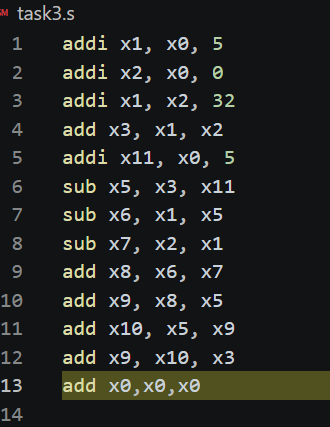 task3.s
1 addi x1, x0, 5
2 addi x2, x0, 0
3 addi x1, x2, 32
4 add x3, x1, x2
5 addi x11, x0, 5
6 sub x5, x3, x11
7 sub x6, x1, x5
8 sub x7, x2, x1
9 add x8, x6, x7
10 add x9, x8, x5
11 add x10, x5, x9
12 add x9, x10, x3
13 add x0,x0,x0
14